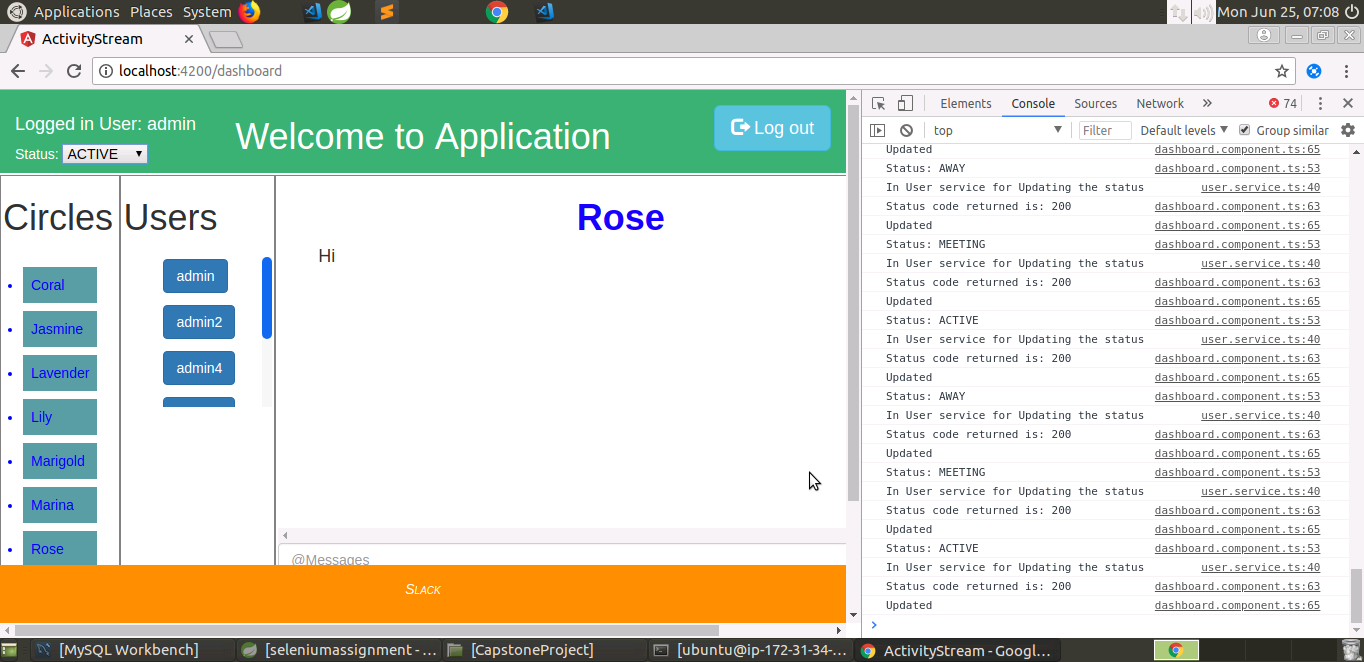 Applications Places System Mon Jun 25, 07:08
ActivityStream
localhost:4200/dashboard
Logged in User: admin
Status: ACTIVE
Welcome to Application
Log out
Circles
Coral
Jasmine
Lavender
Lily
Marigold
Marina
Rose
Users
admin
admin2
admin4
Rose
Hi
@Messages
Slack
Elements Console Sources Network » 74
top Filter Default levels Group similar
Updated dashboard.component.ts:65
Status: AWAY dashboard.component.ts:53
In User service for Updating the status user.service.ts:40
Status code returned is: 200 dashboard.component.ts:63
Updated dashboard.component.ts:65
Status: MEETING dashboard.component.ts:53
In User service for Updating the status user.service.ts:40
Status code returned is: 200 dashboard.component.ts:63
Updated dashboard.component.ts:65
Status: ACTIVE dashboard.component.ts:53
In User service for Updating the status user.service.ts:40
Status code returned is: 200 dashboard.component.ts:63
Updated dashboard.component.ts:65
Status: AWAY dashboard.component.ts:53
In User service for Updating the status user.service.ts:40
Status code returned is: 200 dashboard.component.ts:63
Updated dashboard.component.ts:65
Status: MEETING dashboard.component.ts:53
In User service for Updating the status user.service.ts:40
Status code returned is: 200 dashboard.component.ts:63
Updated dashboard.component.ts:65
Status: ACTIVE dashboard.component.ts:53
In User service for Updating the status user.service.ts:40
Status code returned is: 200 dashboard.component.ts:63
Updated dashboard.component.ts:65
[MySQL Workbench] [seleniumassignment - ... [CapstoneProject] [ubuntu@ip-172-31-34-... ActivityStream - Googl...